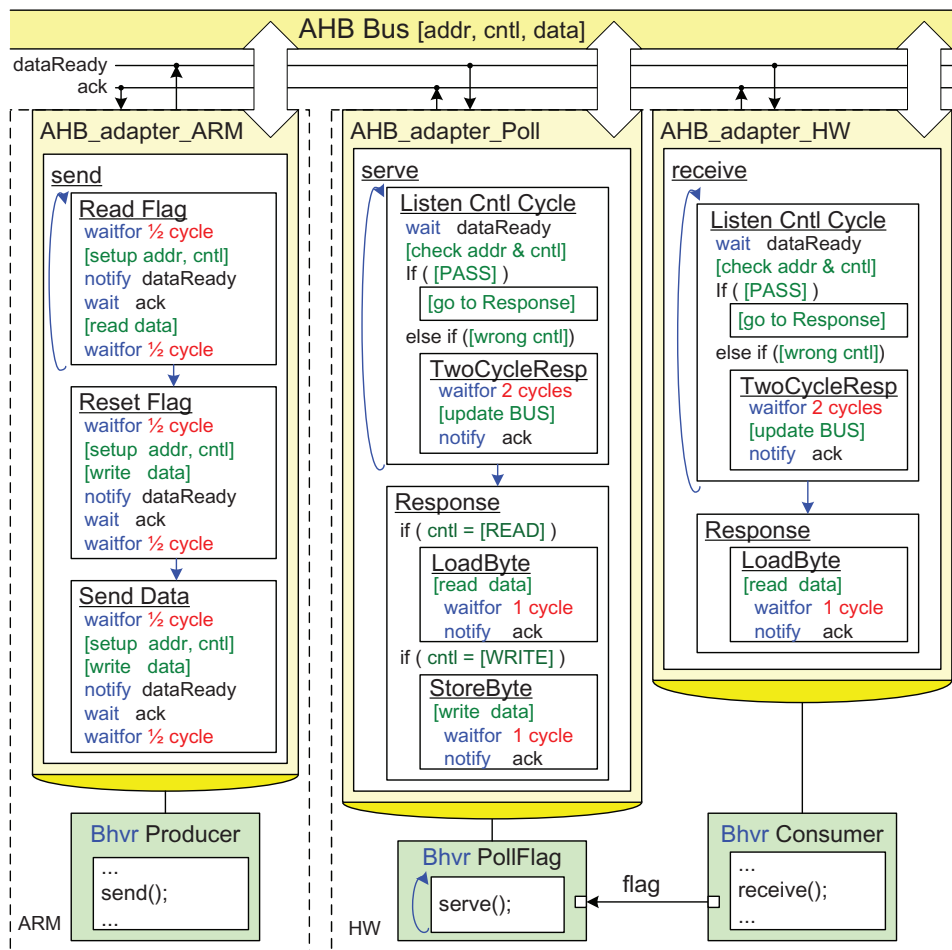 AHB Bus [addr, cntl, data]
dataReady
ack
AHB_adapter_ARM
send
Read Flag
waitfor ½ cycle
[setup addr, cntl]
notify dataReady
wait ack
[read data]
waitfor ½ cycle
Reset Flag
waitfor ½ cycle
[setup addr, cntl]
[write data]
notify dataReady
wait ack
waitfor ½ cycle
Send Data
waitfor ½ cycle
[setup addr, cntl]
[write data]
notify dataReady
wait ack
waitfor ½ cycle
Bhvr Producer
...
send();
...
ARM
AHB_adapter_Poll
serve
Listen Cntl Cycle
wait dataReady
[check addr & cntl]
If ( [PASS] )
[go to Response]
else if ([wrong cntl])
TwoCycleResp
waitfor 2 cycles
[update BUS]
notify ack
Response
if ( cntl = [READ] )
LoadByte
[read data]
waitfor 1 cycle
notify ack
if ( cntl = [WRITE] )
StoreByte
[write data]
waitfor 1 cycle
notify ack
Bhvr PollFlag
serve();
HW
flag
AHB_adapter_HW
receive
Listen Cntl Cycle
wait dataReady
[check addr & cntl]
If ( [PASS] )
[go to Response]
else if ([wrong cntl])
TwoCycleResp
waitfor 2 cycles
[update BUS]
notify ack
Response
LoadByte
[read data]
waitfor 1 cycle
notify ack
Bhvr Consumer
...
receive();
...